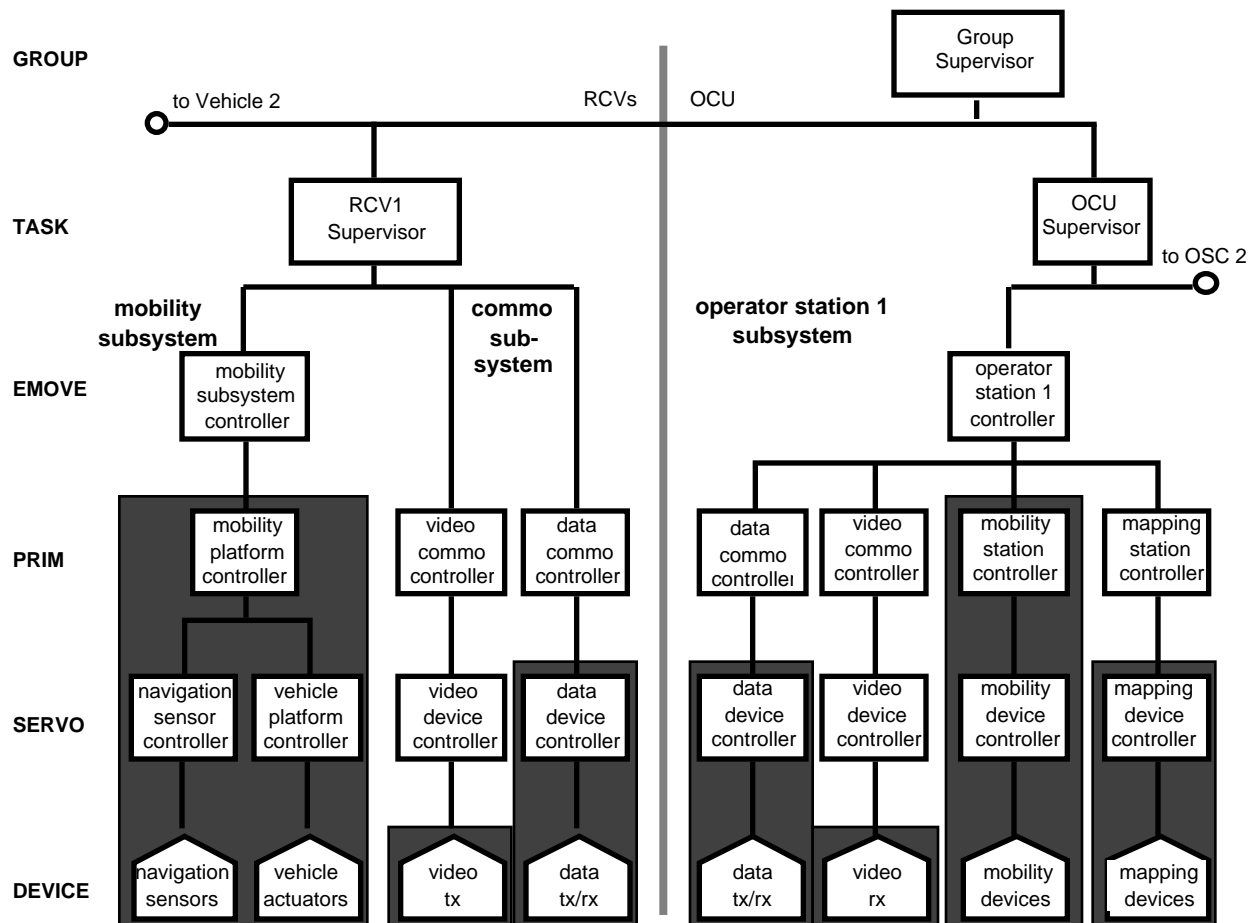 Group
Supervisor
GROUP
to Vehicle 2
RCVs
OCU
RCV1
Supervisor
OCU
Supervisor
TASK
to OSC 2
mobility
subsystem
commo
sub-
system
operator station 1
subsystem
EMOVE
mobility
subsystem
controller
operator
station 1
controller
PRIM
mobility
platform
controller
video
commo
controller
data
commo
controller
data
commo
controller
video
commo
controller
mobility
station
controller
mapping
station
controller
SERVO
navigation
sensor
controller
vehicle
platform
controller
video
device
controller
data
device
controller
data
device
controller
video
device
controller
mobility
device
controller
mapping
device
controller
DEVICE
navigation
sensors
vehicle
actuators
video
tx
data
tx/rx
data
tx/rx
video
rx
mobility
devices
mapping
devices